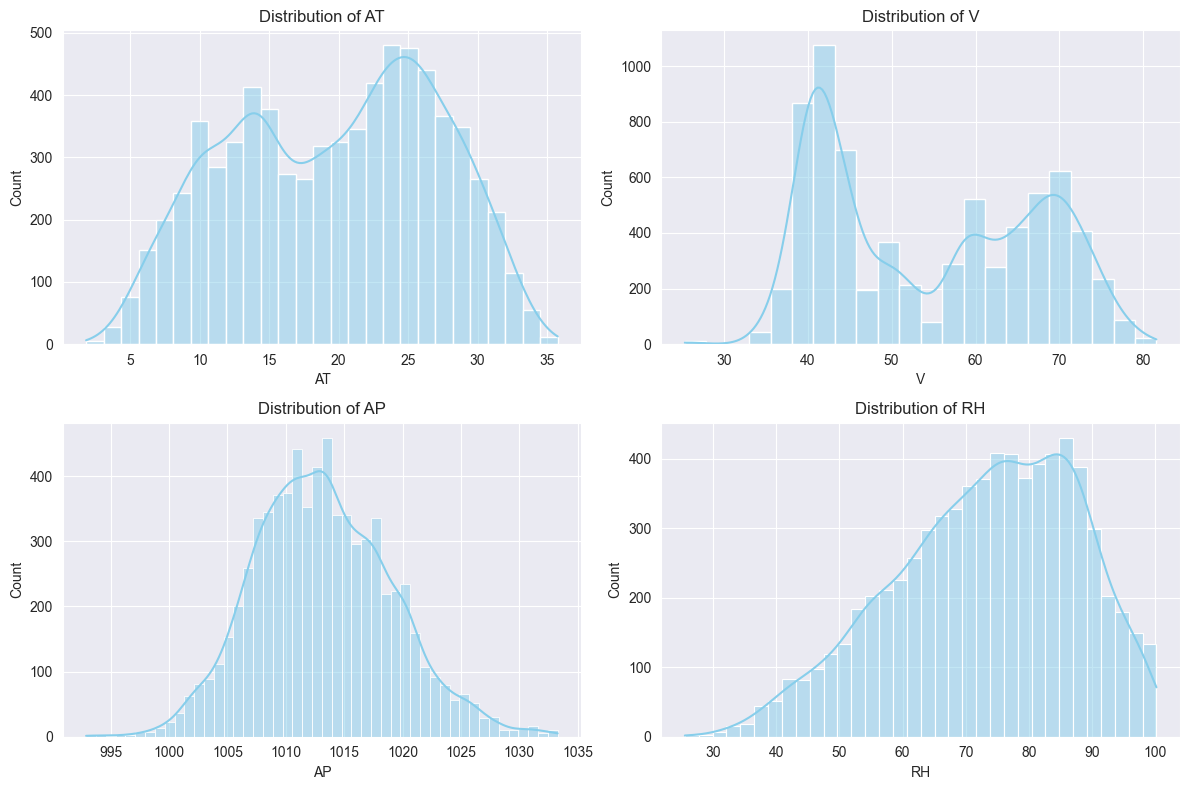 Distribution of AT
Count
500
400
300
200
100
0
5 10 15 20 25 30 35
AT
Distribution of V
Count
1000
800
600
400
200
0
30 40 50 60 70 80
V
Distribution of AP
Count
400
300
200
100
0
995 1000 1005 1010 1015 1020 1025 1030 1035
AP
Distribution of RH
Count
400
300
200
100
0
30 40 50 60 70 80 90 100
RH